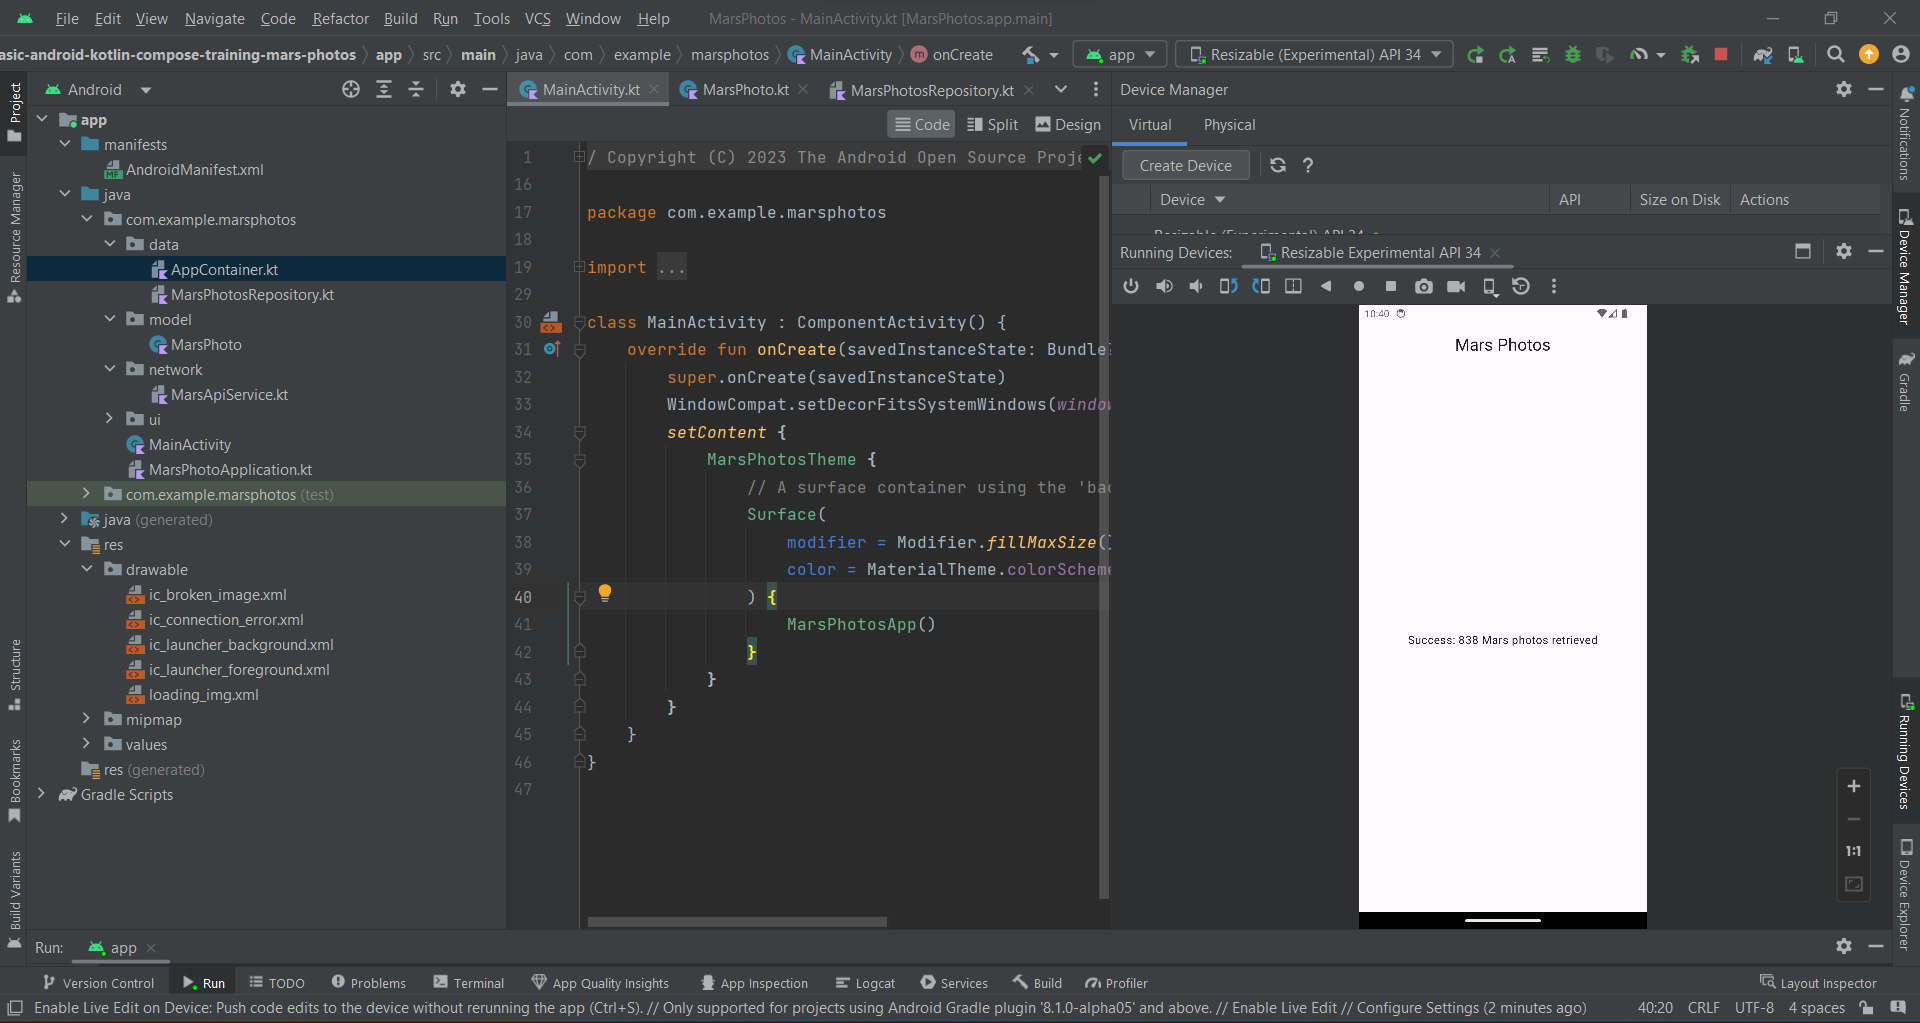 File Edit View Navigate Code Refactor Build Run Tools VCS Window Help MarsPhotos - MainActivity.kt [MarsPhotos.app.main]
asic-android-kotlin-compose-training-mars-photos app src main java com example marsphotos MainActivity onCreate app Resizable (Experimental) API 34
Project
Resource Manager
Structure
Bookmarks
Build Variants
Android
app
manifests
AndroidManifest.xml
java
com.example.marsphotos
data
AppContainer.kt
MarsPhotosRepository.kt
model
MarsPhoto
network
MarsApiService.kt
ui
MainActivity
MarsPhotoApplication.kt
com.example.marsphotos (test)
java (generated)
res
drawable
ic_broken_image.xml
ic_connection_error.xml
ic_launcher_background.xml
ic_launcher_foreground.xml
loading_img.xml
mipmap
values
res (generated)
Gradle Scripts
MainActivity.kt MarsPhoto.kt MarsPhotosRepository.kt
Code Split Design
1 / Copyright (C) 2023 The Android Open Source Proje
16
17 package com.example.marsphotos
18
19 import ...
29
30 class MainActivity : ComponentActivity() {
31 override fun onCreate(savedInstanceState: Bundle?
32 super.onCreate(savedInstanceState)
33 WindowCompat.setDecorFitsSystemWindows(window
34 setContent {
35 MarsPhotosTheme {
36 // A surface container using the 'bac
37 Surface(
38 modifier = Modifier.fillMaxSize()
39 color = MaterialTheme.colorScheme
40 ) {
41 MarsPhotosApp()
42 }
43 }
44 }
45 }
46 }
47
Device Manager
Virtual Physical
Create Device ?
Device API Size on Disk Actions
Resizable (Experimental) API 34
Running Devices: Resizable Experimental API 34
10:40
Mars Photos
Success: 838 Mars photos retrieved
1:1
Notifications
Device Manager
Gradle
Running Devices
Device Explorer
Run: app
Version Control Run TODO Problems Terminal App Quality Insights App Inspection Logcat Services Build Profiler Layout Inspector
Enable Live Edit on Device: Push code edits to the device without rerunning the app (Ctrl+S). // Only supported for projects using Android Gradle plugin '8.1.0-alpha05' and above. // Enable Live Edit // Configure Settings (2 minutes ago) 40:20 CRLF UTF-8 4 spaces